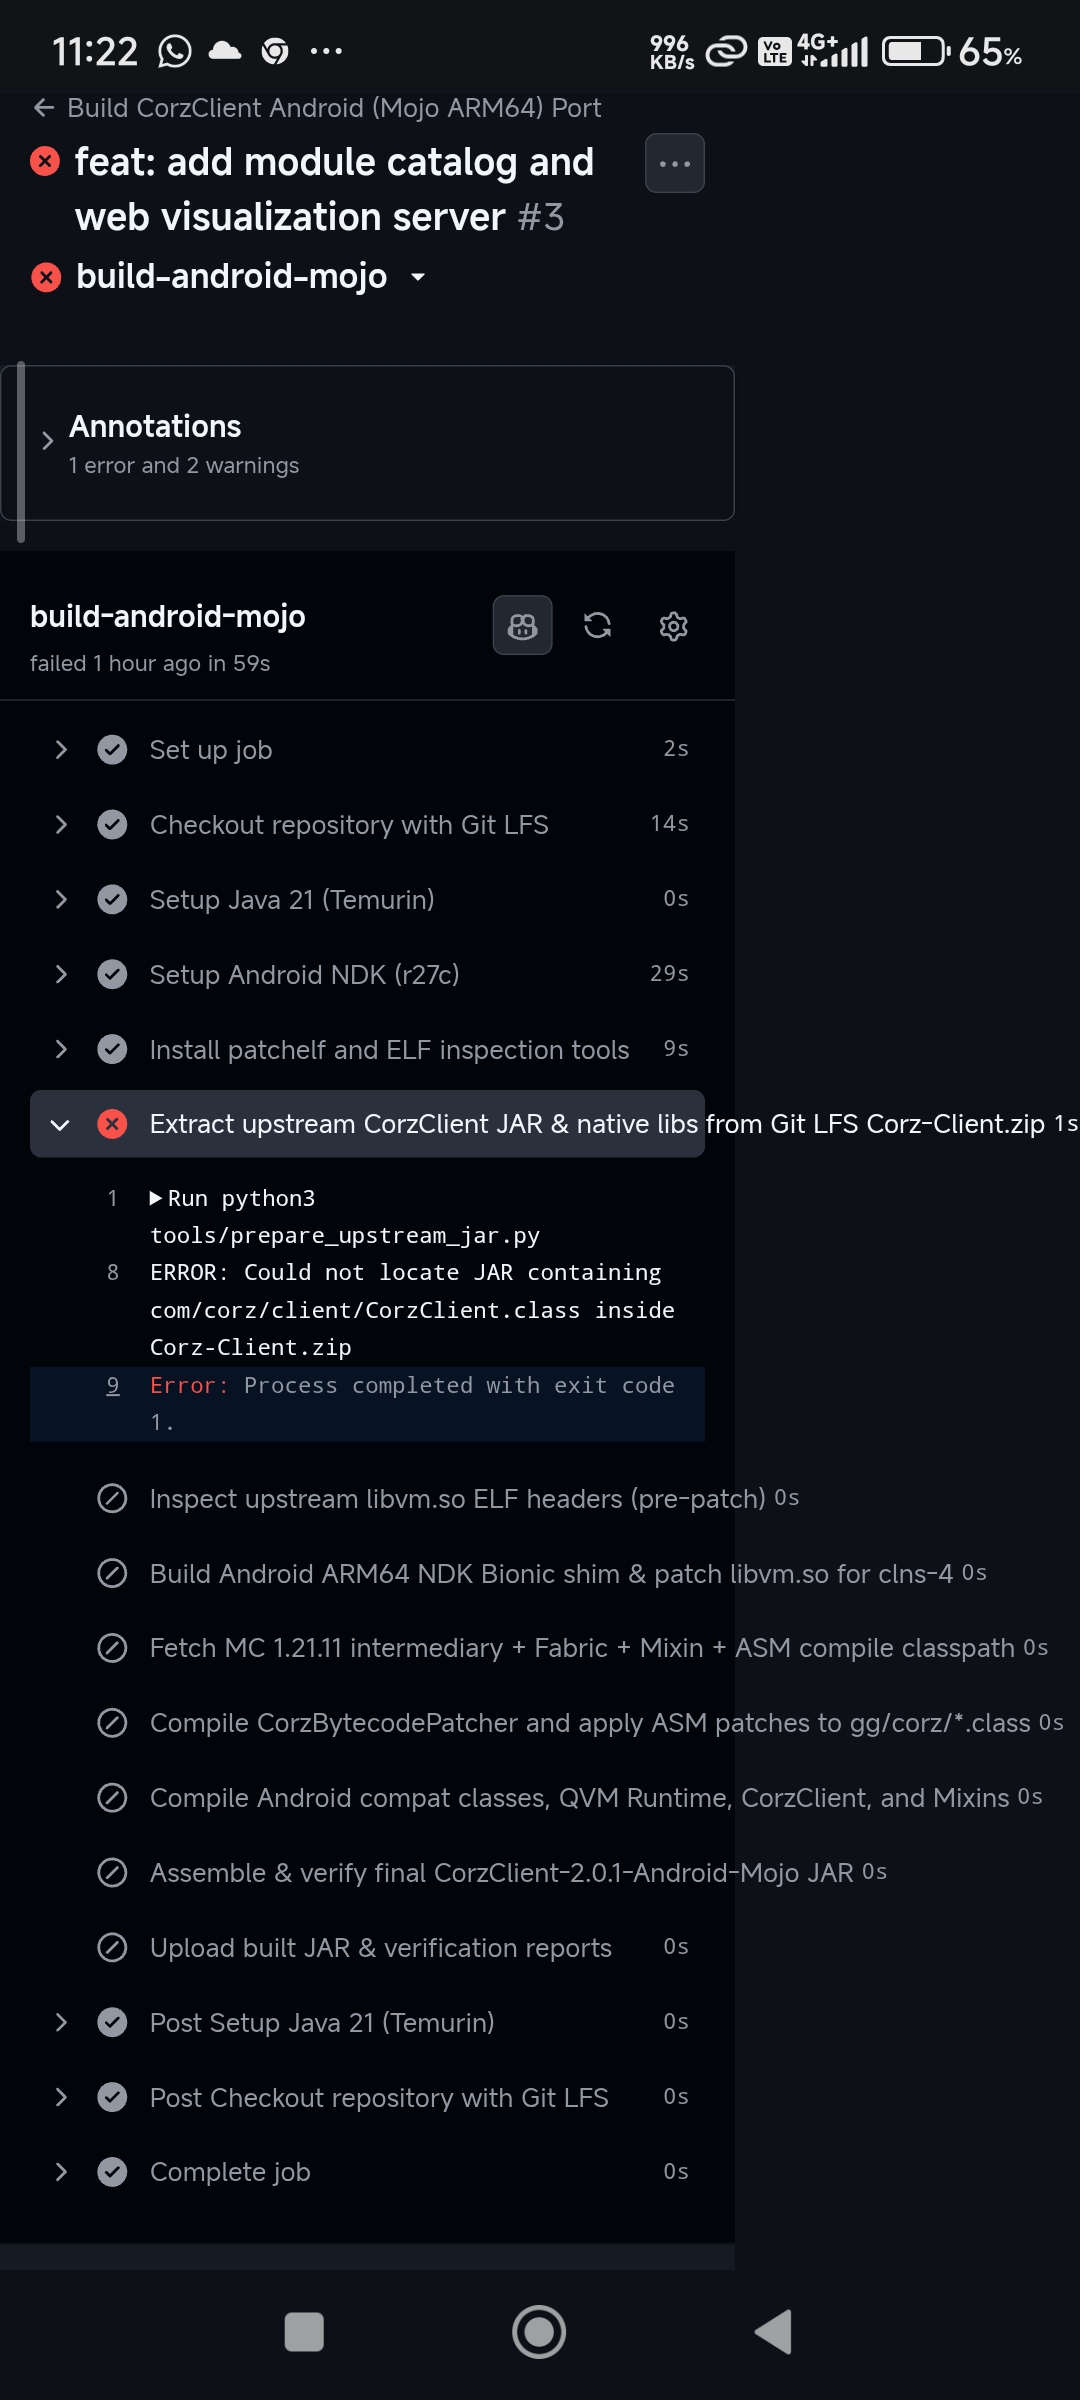 11:22 996 KB/s Vo LTE 4G+ 65%
Build CorzClient Android (Mojo ARM64) Port
feat: add module catalog and
web visualization server #3
build-android-mojo
Annotations
1 error and 2 warnings
build-android-mojo
failed 1 hour ago in 59s
Set up job 2s
Checkout repository with Git LFS 14s
Setup Java 21 (Temurin) 0s
Setup Android NDK (r27c) 29s
Install patchelf and ELF inspection tools 9s
Extract upstream CorzClient JAR & native libs from Git LFS Corz-Client.zip 1s
1 Run python3
tools/prepare_upstream_jar.py
8 ERROR: Could not locate JAR containing
com/corz/client/CorzClient.class inside
Corz-Client.zip
9 Error: Process completed with exit code
1.
Inspect upstream libvm.so ELF headers (pre-patch) 0s
Build Android ARM64 NDK Bionic shim & patch libvm.so for clns-4 0s
Fetch MC 1.21.11 intermediary + Fabric + Mixin + ASM compile classpath 0s
Compile CorzBytecodePatcher and apply ASM patches to gg/corz/*.class 0s
Compile Android compat classes, QVM Runtime, CorzClient, and Mixins 0s
Assemble & verify final CorzClient-2.0.1-Android-Mojo JAR 0s
Upload built JAR & verification reports 0s
Post Setup Java 21 (Temurin) 0s
Post Checkout repository with Git LFS 0s
Complete job 0s